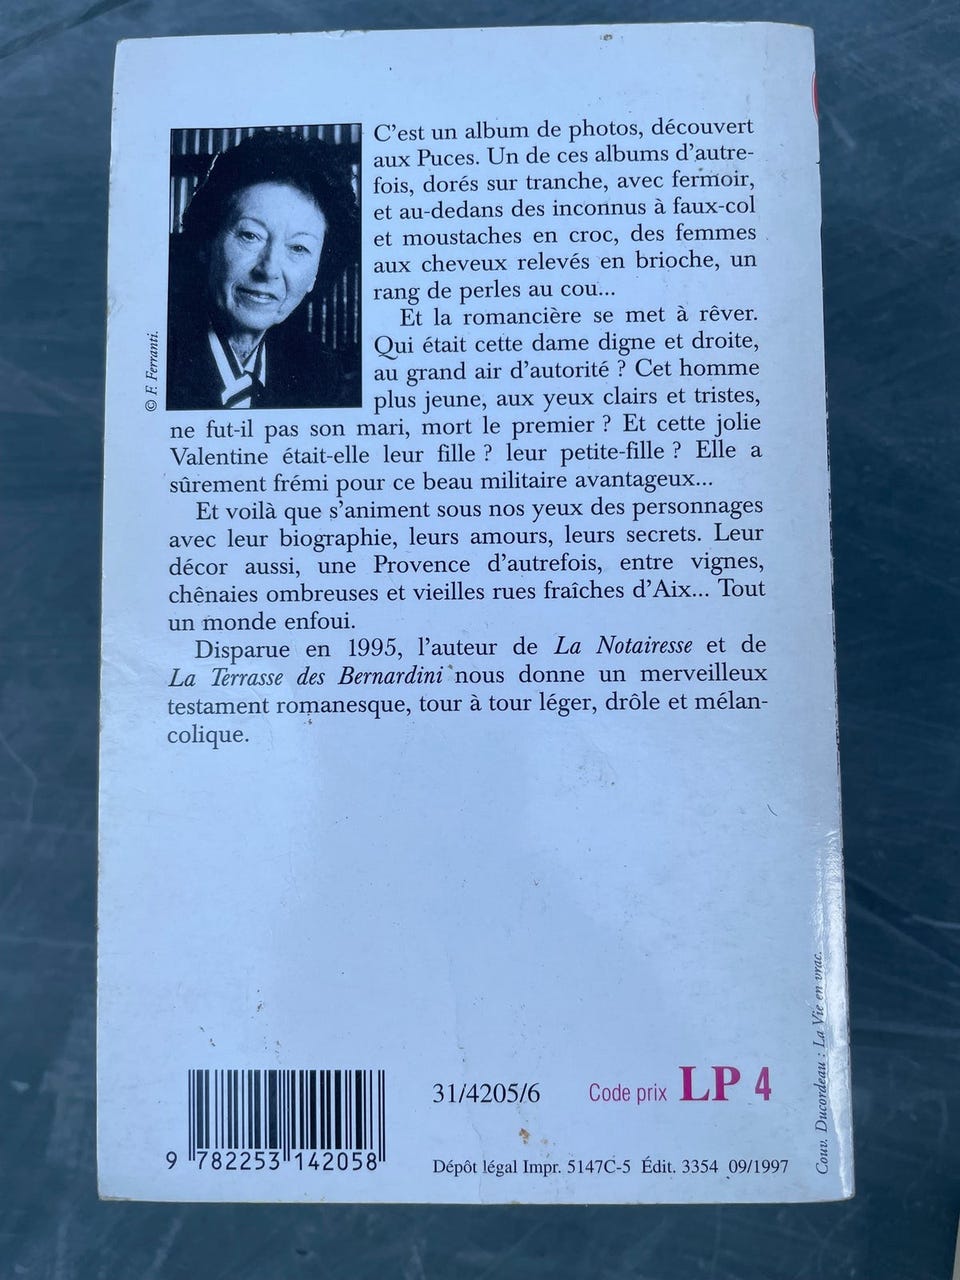 C'est un album de photos, découvert
aux Puces. Un de ces albums d'autre-
fois, dorés sur tranche, avec fermoir,
et au-dedans des inconnus à faux-col
et moustaches en croc, des femmes
aux cheveux relevés en brioche, un
rang de perles au cou...
Et la romancière se met à rêver.
Qui était cette dame digne et droite,
au grand air d'autorité ? Cet homme
plus jeune, aux yeux clairs et tristes,
ne fut-il pas son mari, mort le premier ? Et cette jolie
Valentine était-elle leur fille ? leur petite-fille ? Elle a
sûrement frémi pour ce beau militaire avantageux...
Et voilà que s'animent sous nos yeux des personnages
avec leur biographie, leurs amours, leurs secrets. Leur
décor aussi, une Provence d'autrefois, entre vignes,
chênaies ombreuses et vieilles rues fraîches d'Aix... Tout
un monde enfoui.
Disparue en 1995, l'auteur de La Notairesse et de
La Terrasse des Bernardini nous donne un merveilleux
testament romanesque, tour à tour léger, drôle et mélan-
colique.
© F. Ferranti.
9 782253 142058
31/4205/6
Code prix LP 4
Dépôt légal Impr. 5147C-5 Édit. 3354 09/1997
Couv. Ducordeau : La Vie en vrac.